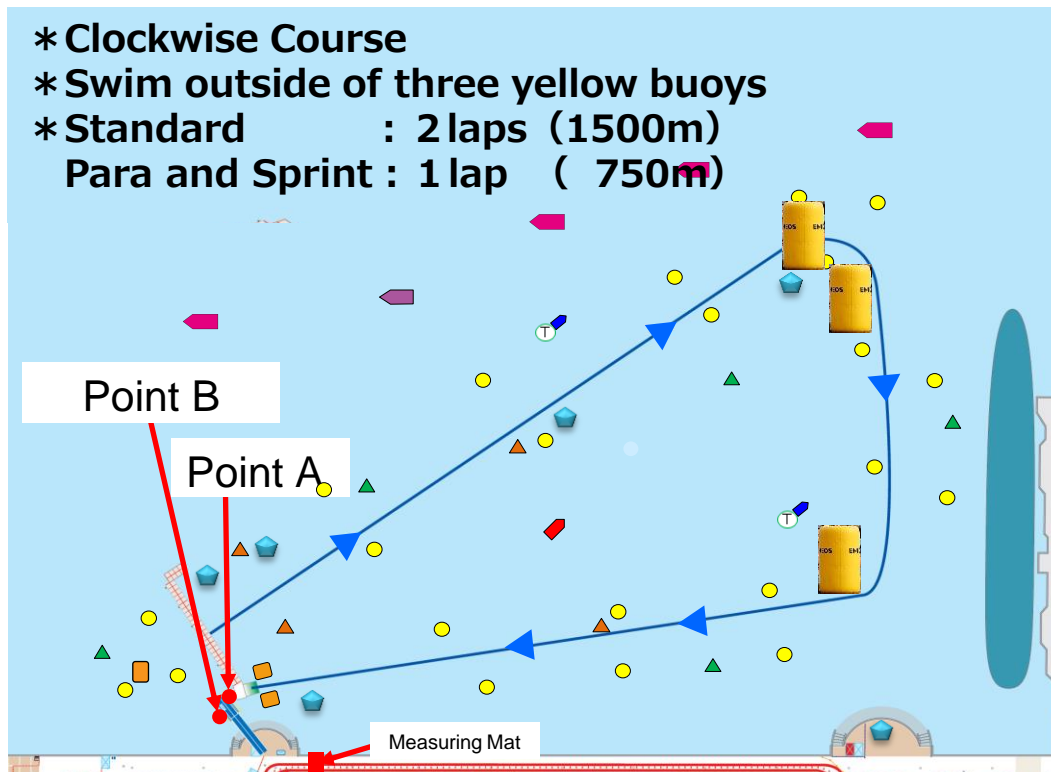 ＊Clockwise Course
＊Swim outside of three yellow buoys
＊Standard : 2 laps（1500m）
Para and Sprint : 1 lap （ 750m）
Point B
Point A
T
T
Measuring Mat